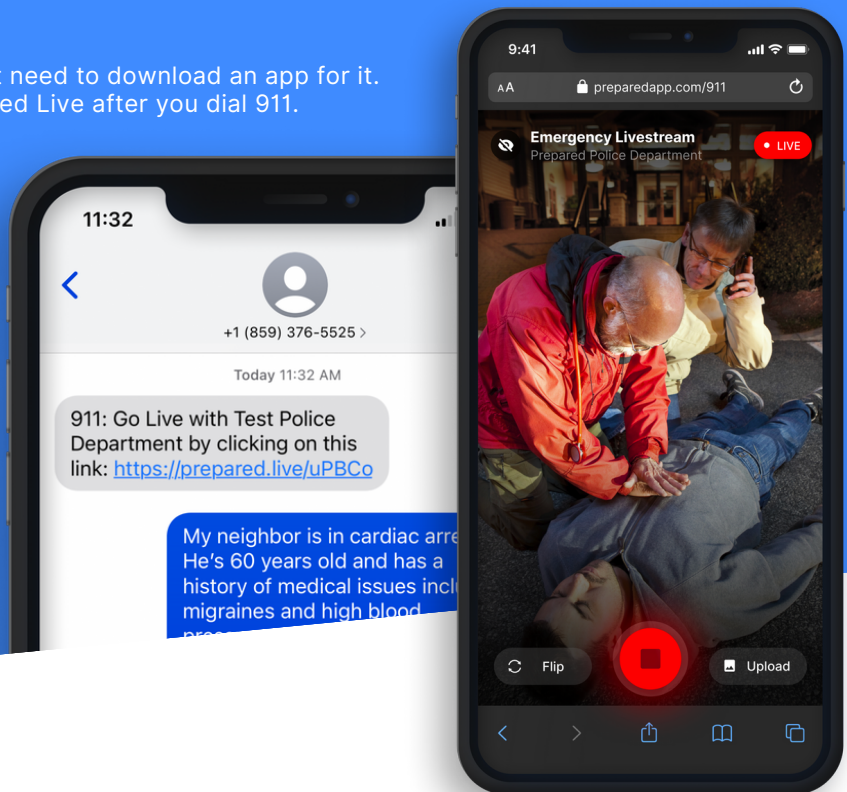 need to download an app for it.
Live after you dial 911.
11:32
+1 (859) 376-5525 >
Today 11:32 AM
911: Go Live with Test Police
Department by clicking on this
link: https://prepared.live/uPBCo
My neighbor is in cardiac
He's 60 years old and has a
history of medical issues
migraines and high blood
9:41
AA preparedapp.com/911
Emergency Livestream
Prepared Police Department
LIVE
Flip
Upload